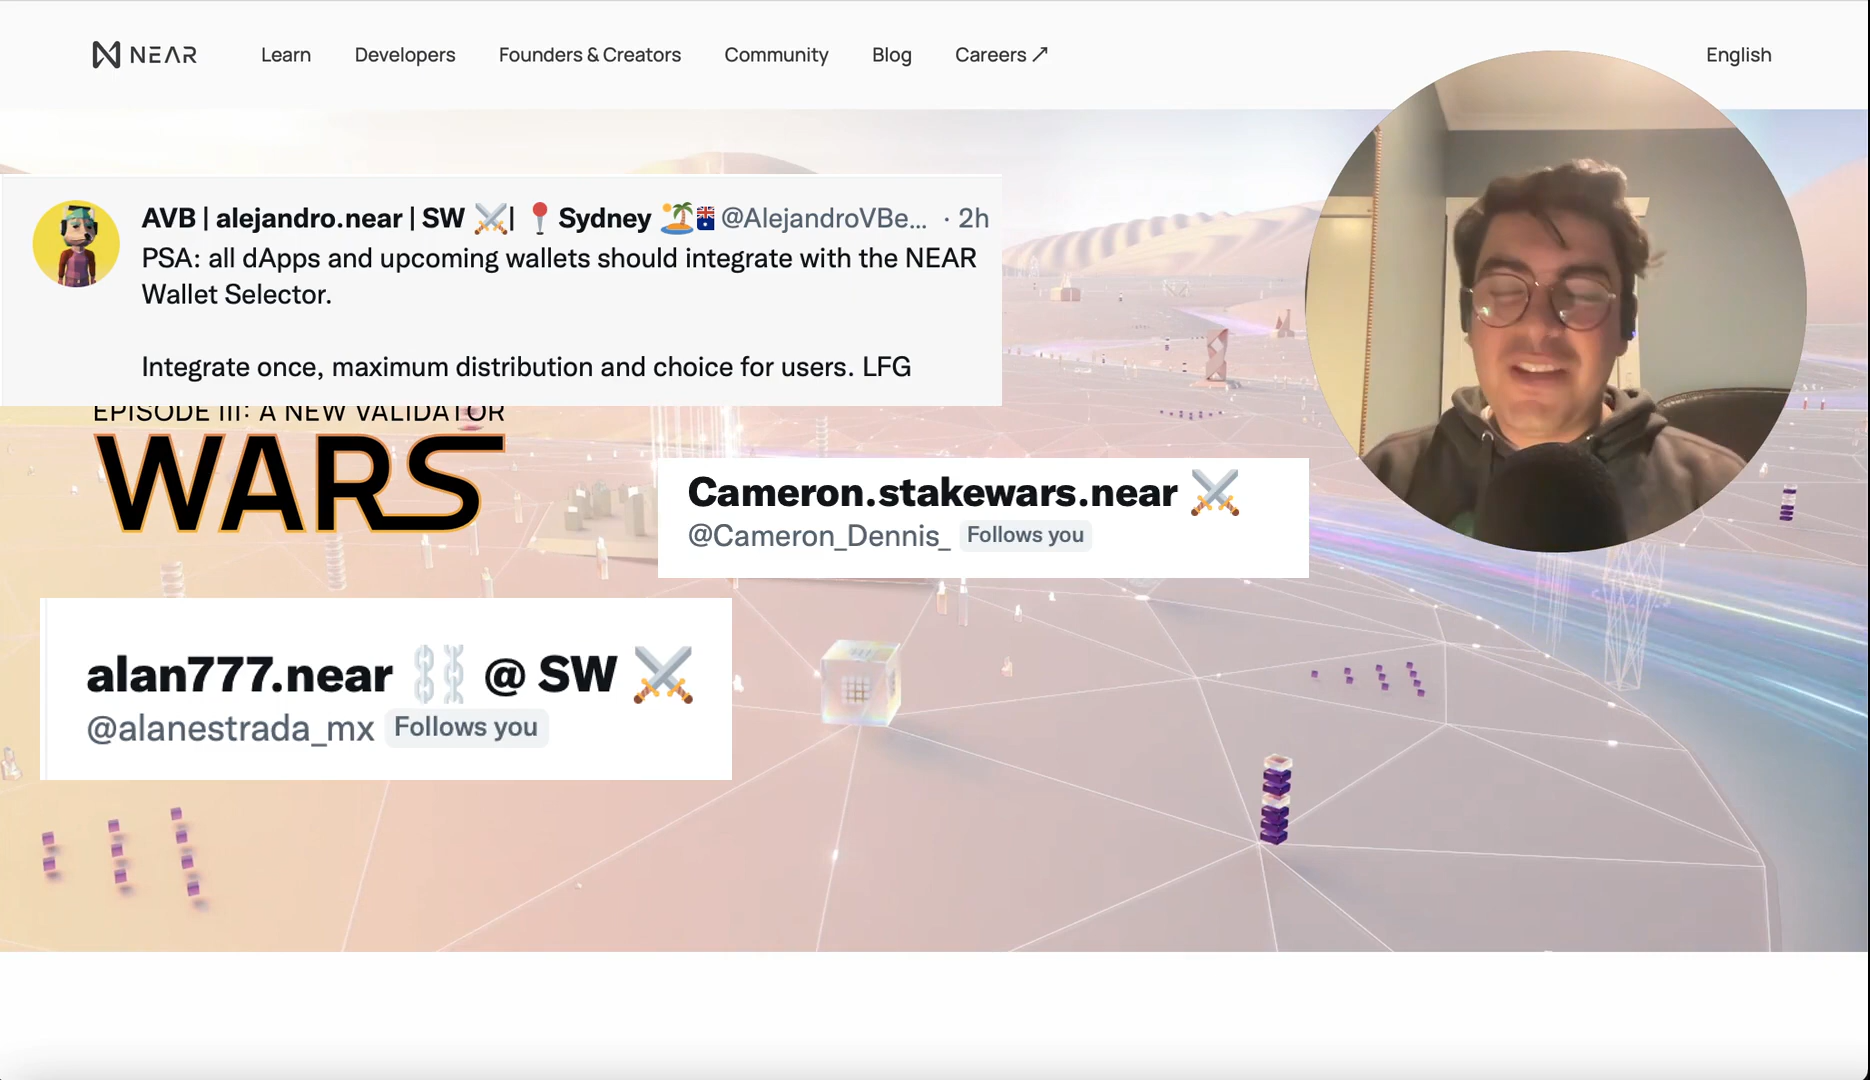 NEAR Learn Developers Founders & Creators Community Blog Careers ↗ English
AVB | alejandro.near | SW ⚔️| 📍 Sydney 🏝️🇦🇺 @AlejandroVBe... · 2h
PSA: all dApps and upcoming wallets should integrate with the NEAR
Wallet Selector.
Integrate once, maximum distribution and choice for users. LFG
EPISODE III: A NEW VALIDATOR
WARS
Cameron.stakewars.near ⚔️
@Cameron_Dennis_ Follows you
alan777.near ⛓️ @ SW ⚔️
@alanestrada_mx Follows you